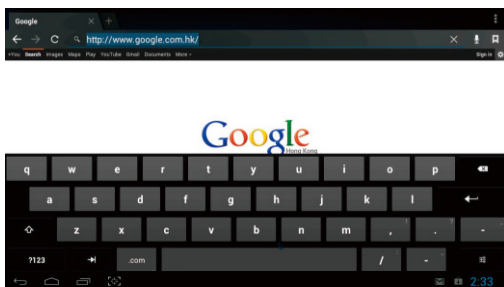 Google
http://www.google.com.hk/
+You Search Images Maps Play YouTube Gmail Documents More
Sign in
Google
Hong Kong
q w e r t y u i o p
a s d f g h j k l
z x c v b n m , .
?123 .com / -
2:33